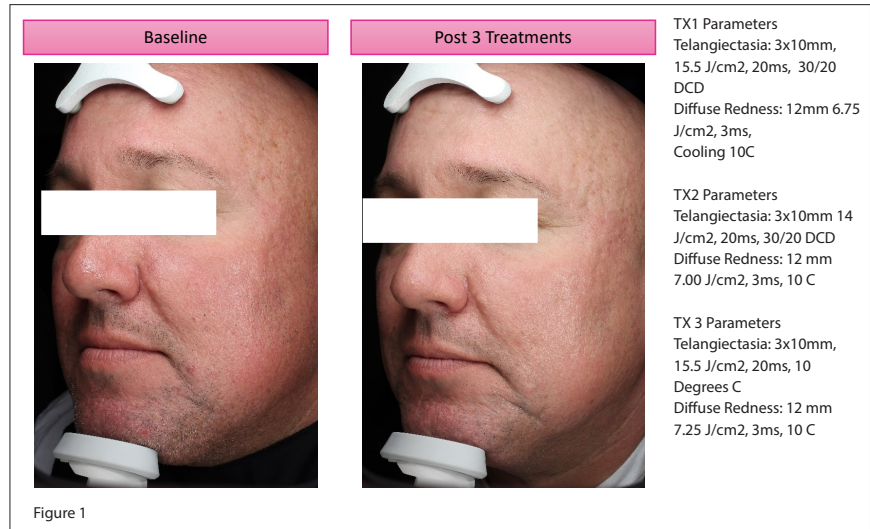 Baseline
Post 3 Treatments
TX1 Parameters
Telangiectasia: 3x10mm,
15.5 J/cm2, 20ms, 30/20
DCD
Diffuse Redness: 12mm 6.75
J/cm2, 3ms,
Cooling 10C
TX2 Parameters
Telangiectasia: 3x10mm 14
J/cm2, 20ms, 30/20 DCD
Diffuse Redness: 12 mm
7.00 J/cm2, 3ms, 10 C
TX 3 Parameters
Telangiectasia: 3x10mm,
15.5 J/cm2, 20ms, 10
Degrees C
Diffuse Redness: 12 mm
7.25 J/cm2, 3ms, 10 C
Figure 1